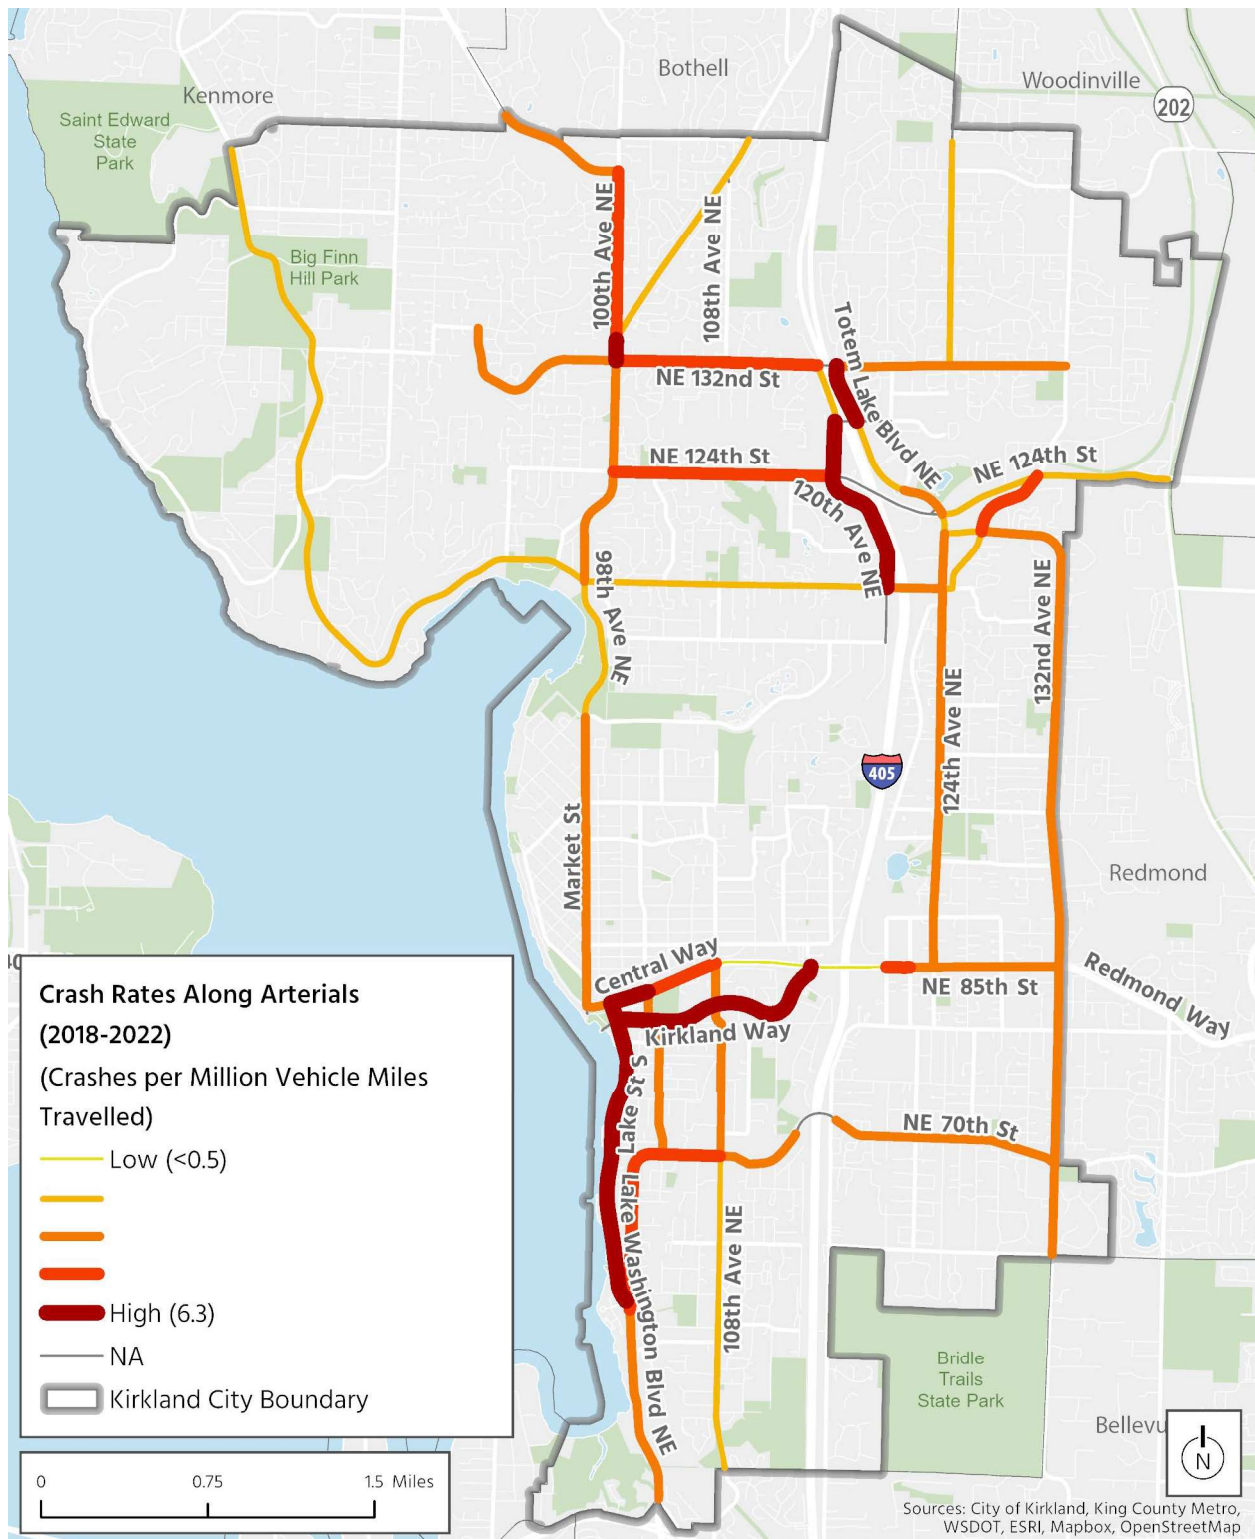 Bothell
Woodinville
Kenmore
202
Saint Edward
State
Park
Big Finn
Hill Park
100th Ave NE
108th Ave NE
Totem Lake Blvd NE
NE 132nd St
NE 124th St
NE 124th St
120th Ave NE
98th Ave NE
132nd Ave NE
124th Ave NE
405
Market St
Redmond
Central Way
NE 85th St
Redmond Way
Kirkland Way
Lake St S
NE 70th St
Lake Washington Blvd NE
108th Ave NE
Bridle
Trails
State Park
Bellevu
Crash Rates Along Arterials
(2018-2022)
(Crashes per Million Vehicle Miles
Travelled)
Low (<0.5)
High (6.3)
NA
Kirkland City Boundary
0 0.75 1.5 Miles
N
Sources: City of Kirkland, King County Metro,
WSDOT, ESRI, Mapbox, OpenStreetMap